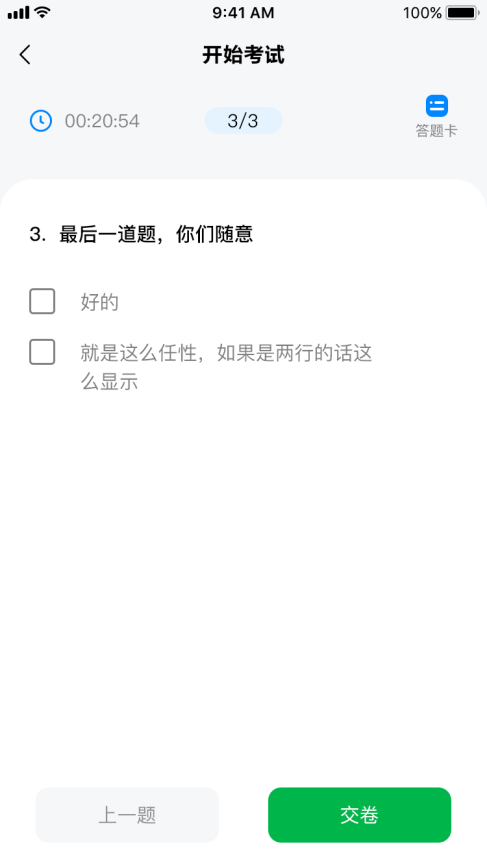 9:41 AM
100%
开始考试
00:20:54
3/3
答题卡
3. 最后一道题，你们随意
好的
就是这么任性，如果是两行的话这
么显示
上一题
交卷